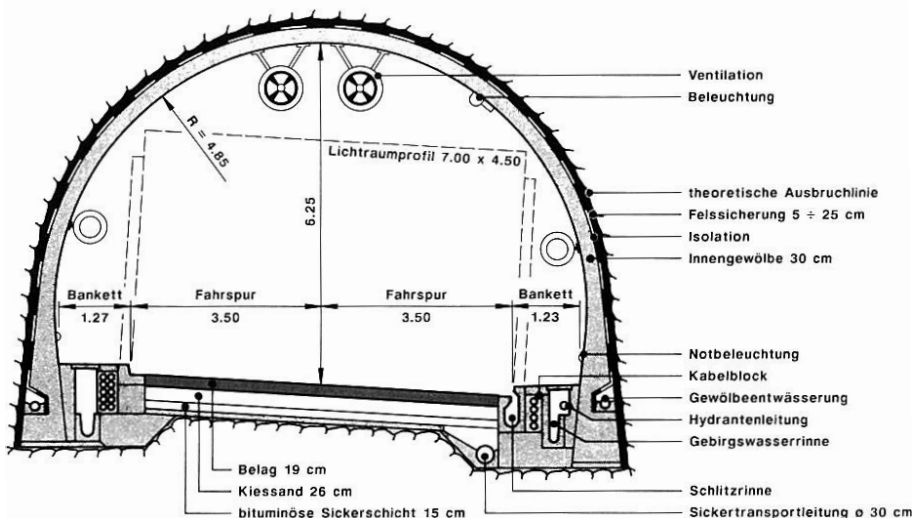 Ventilation
Beleuchtung
R = 4.85
Lichtraumprofil 7.00 x 4.50
6.25
theoretische Ausbruchlinie
Felssicherung 5 ÷ 25 cm
Isolation
Innengewölbe 30 cm
Bankett Fahrspur Fahrspur Bankett
1.27 3.50 3.50 1.23
Notbeleuchtung
Kabelblock
Gewölbeentwässerung
Hydrantenleitung
Gebirgswasserrinne
Belag 19 cm
Kiessand 26 cm
bituminöse Sickerschicht 15 cm
Schlitzrinne
Sickertransportleitung ø 30 cm